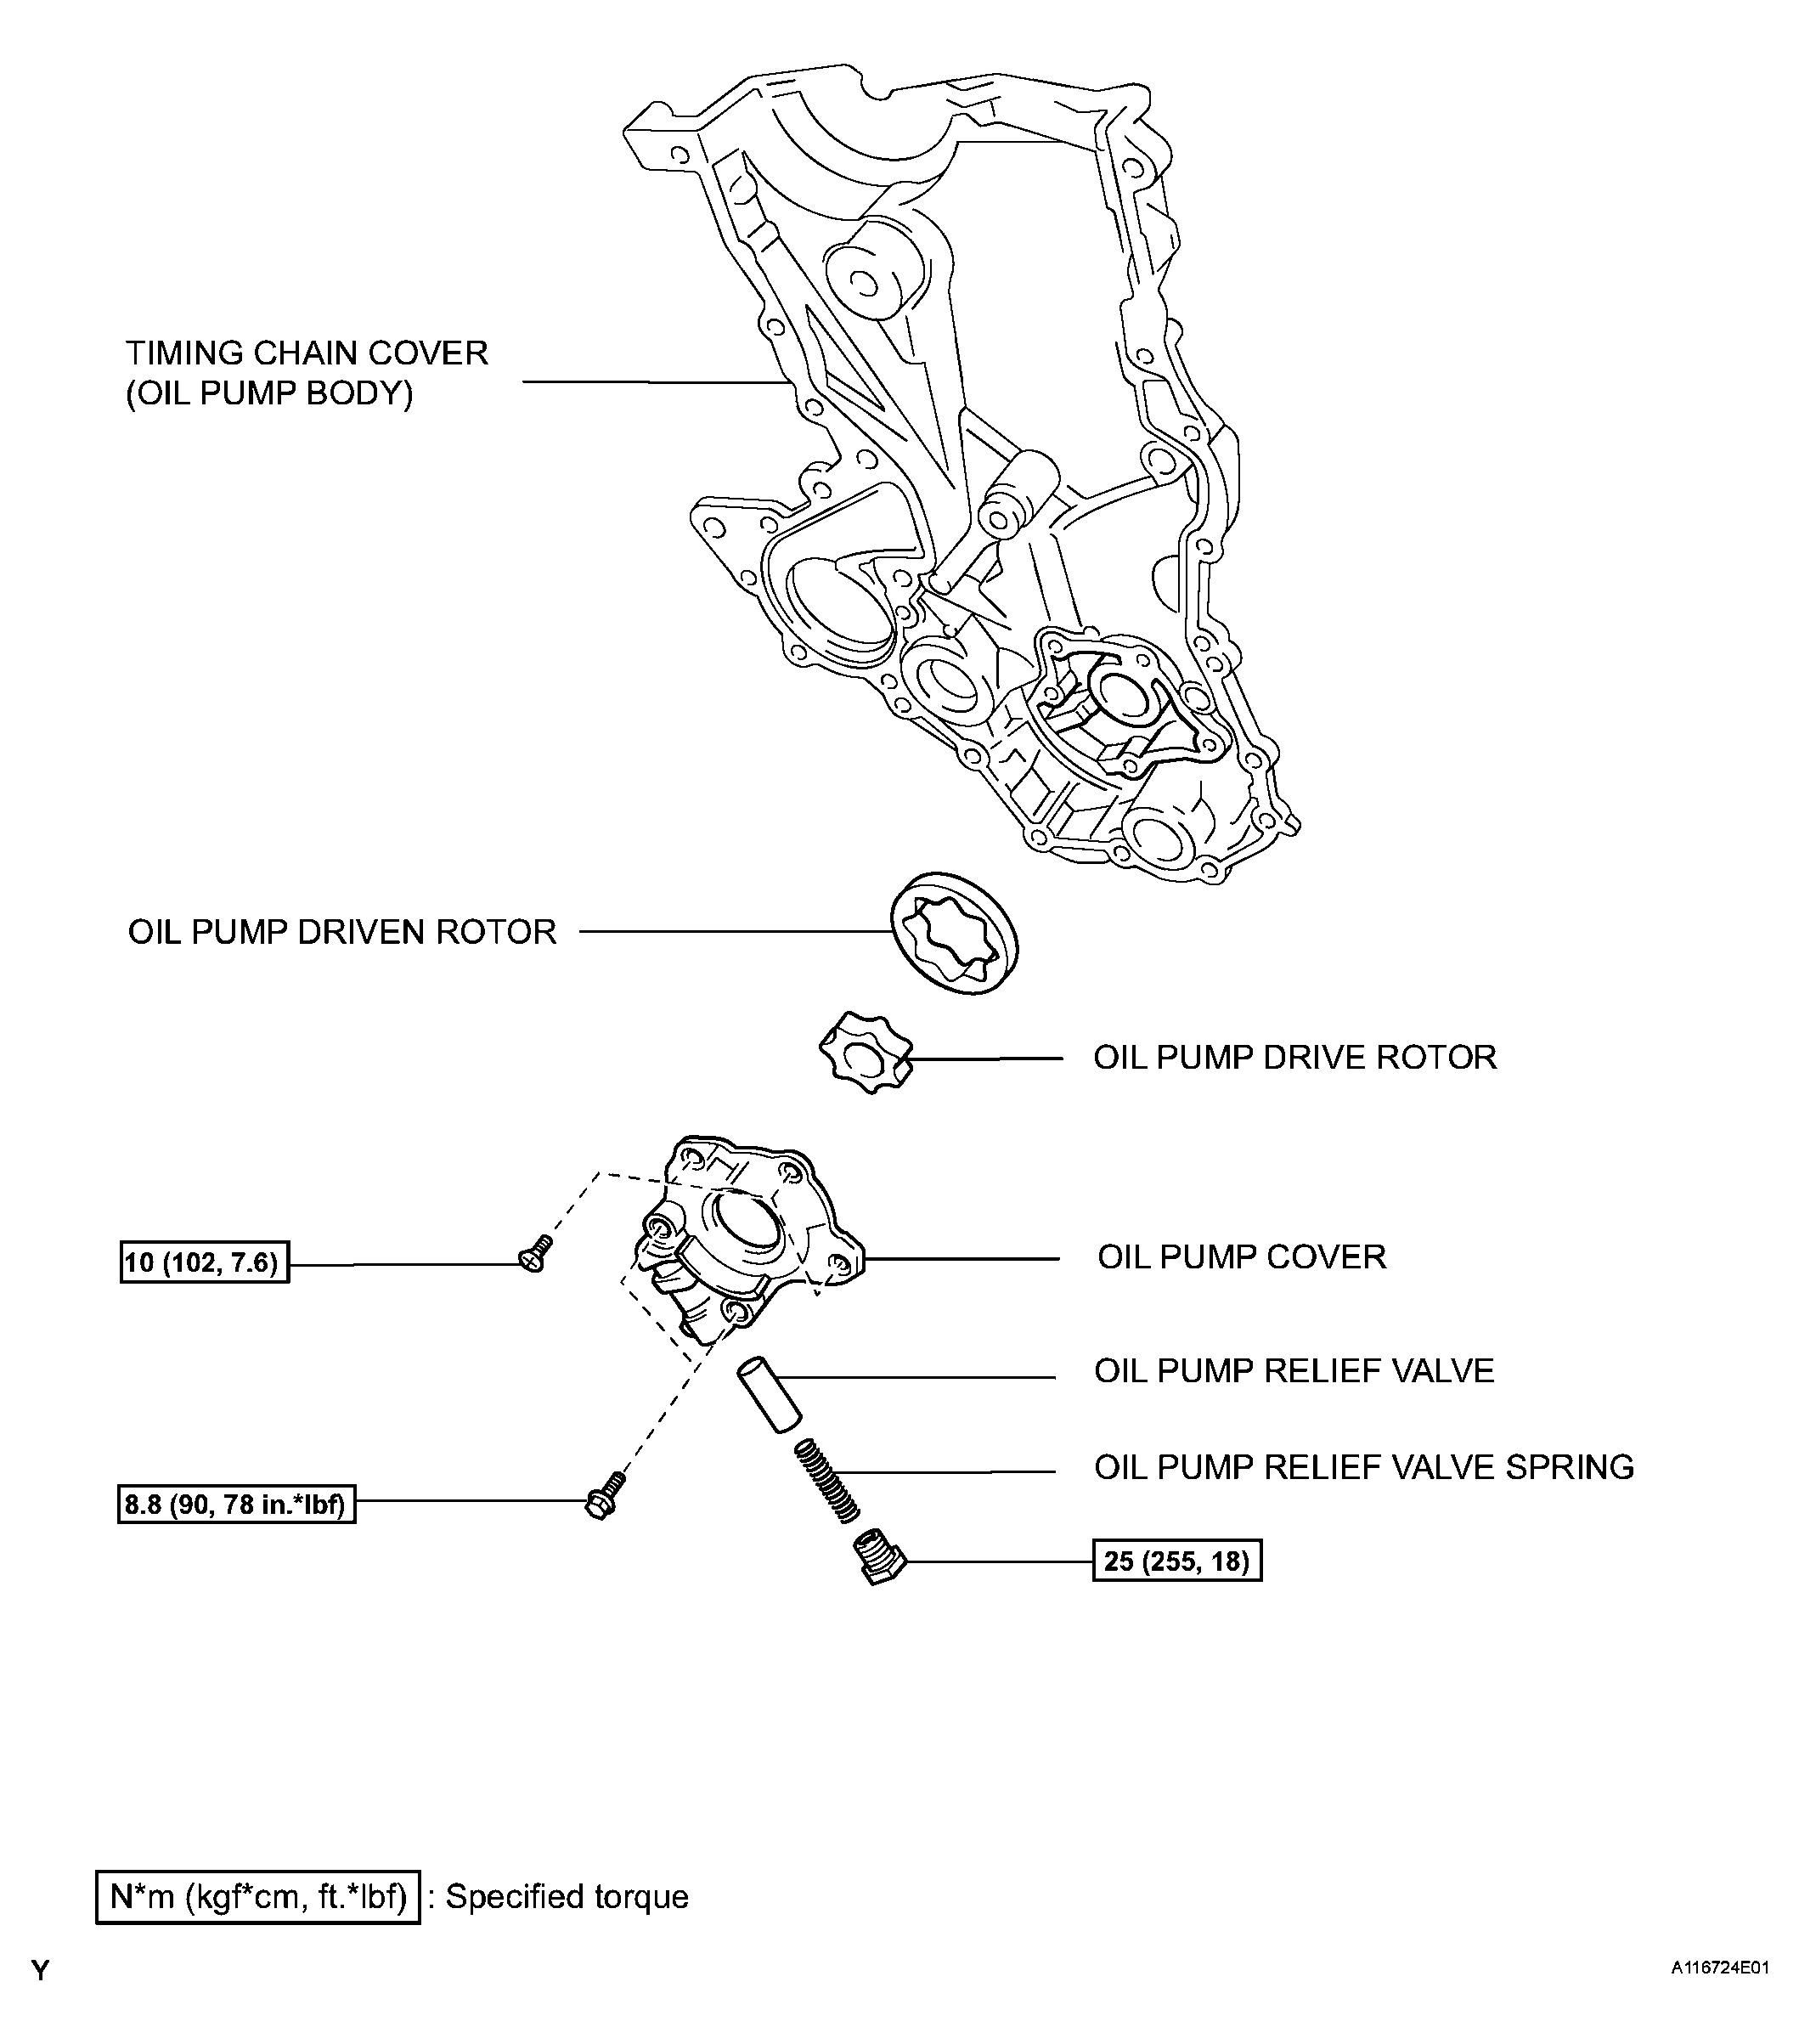 TIMING CHAIN COVER
(OIL PUMP BODY)
OIL PUMP DRIVEN ROTOR
OIL PUMP DRIVE ROTOR
10 (102, 7.6)
OIL PUMP COVER
OIL PUMP RELIEF VALVE
OIL PUMP RELIEF VALVE SPRING
8.8 (90, 78 in.*lbf)
25 (255, 18)
N*m (kgf*cm, ft.*lbf) : Specified torque
Y
A116724E01